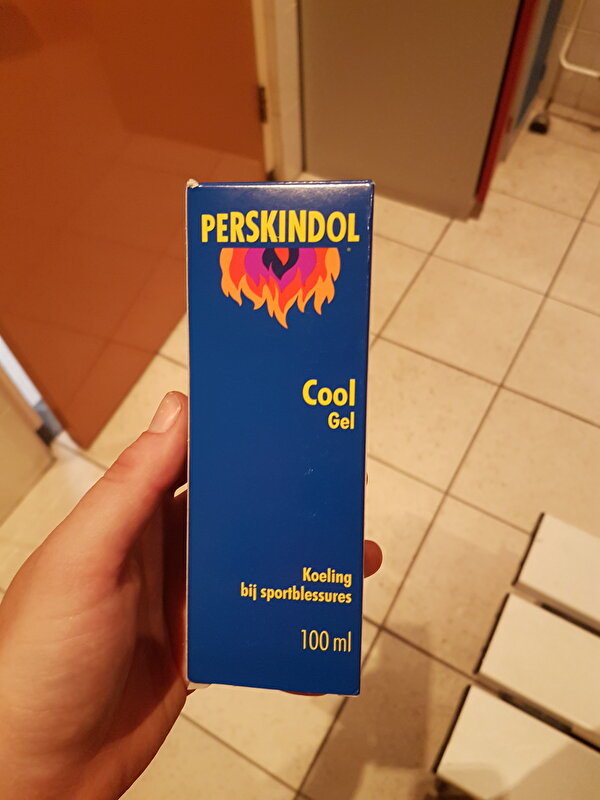 PERSKINDOL
Cool
Gel
Koeling
bij sportblessures
100 ml